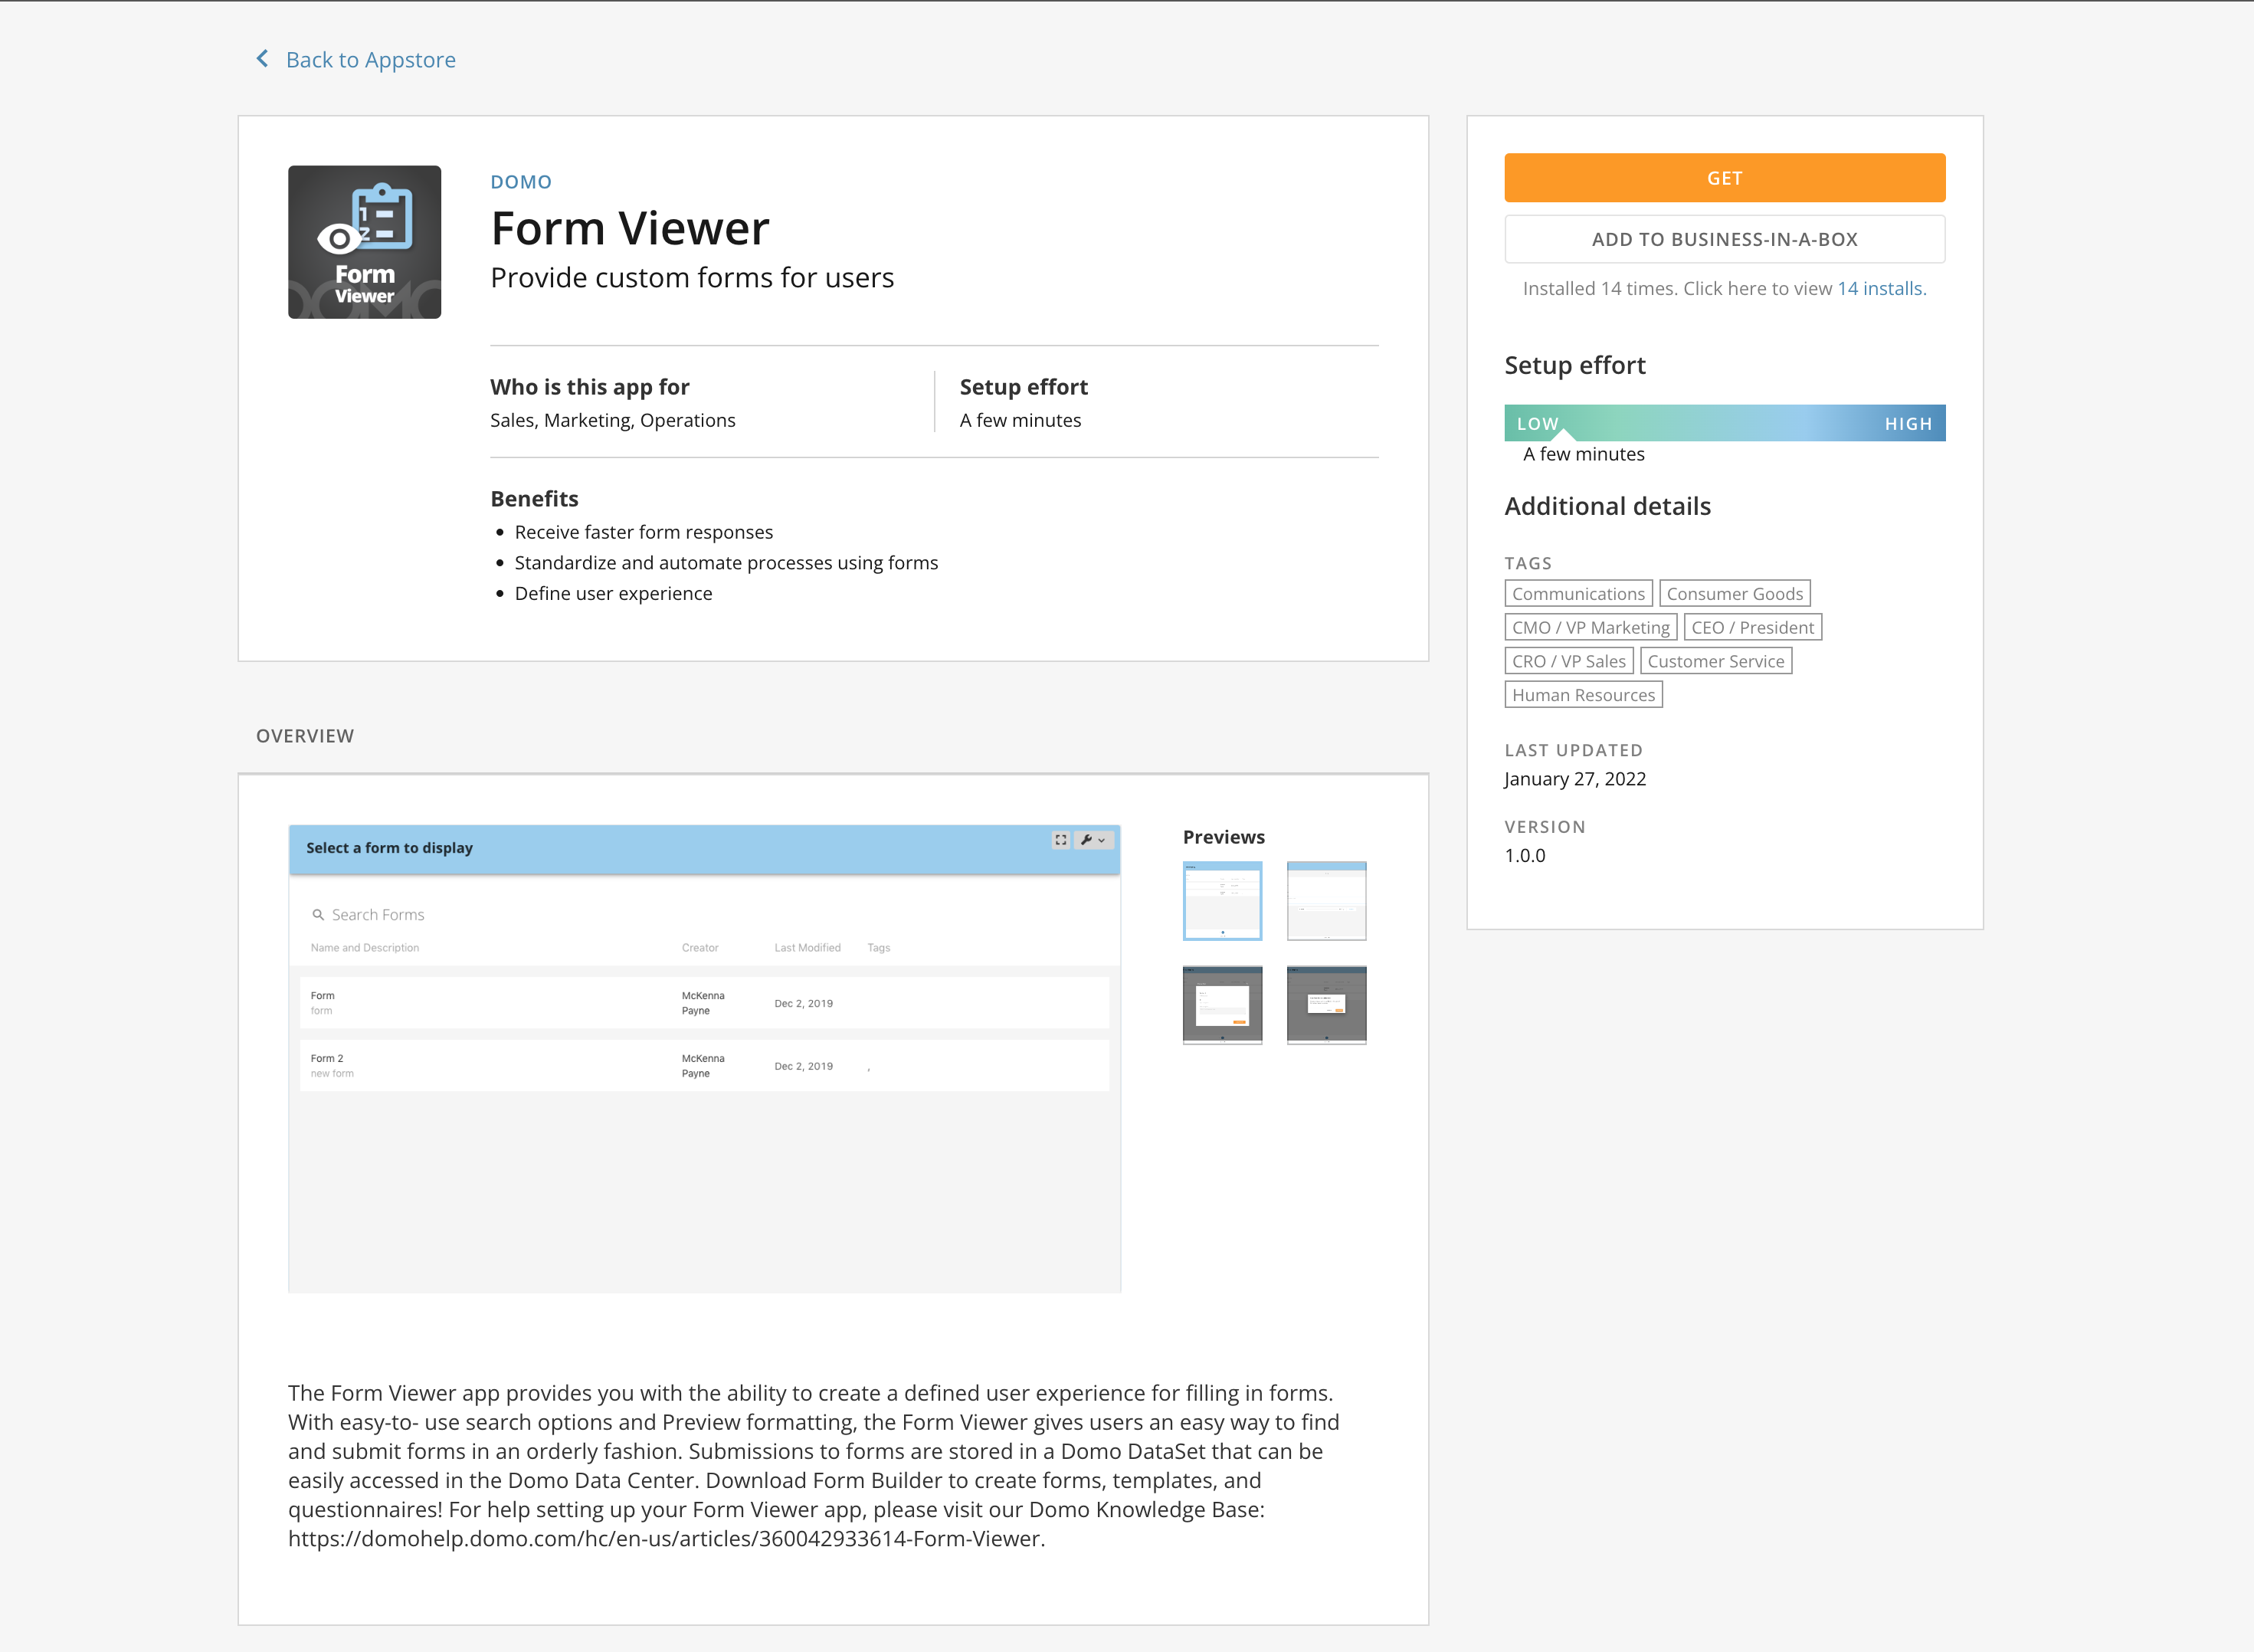 Back to Appstore
1
2
Form
Viewer
DOMO
DOMO
Form Viewer
Provide custom forms for users
Who is this app for
Sales, Marketing, Operations
Setup effort
A few minutes
Benefits
Receive faster form responses
Standardize and automate processes using forms
Define user experience
GET
ADD TO BUSINESS-IN-A-BOX
Installed 14 times. Click here to view 14 installs.
Setup effort
LOW HIGH
A few minutes
Additional details
TAGS
Communications Consumer Goods
CMO / VP Marketing CEO / President
CRO / VP Sales Customer Service
Human Resources
LAST UPDATED
January 27, 2022
VERSION
1.0.0
OVERVIEW
Select a form to display
Search Forms
Name and Description Creator Last Modified Tags
Form
form
McKenna
Payne
Dec 2, 2019
Form 2
new form
McKenna
Payne
Dec 2, 2019
,
Previews
The Form Viewer app provides you with the ability to create a defined user experience for filling in forms.
With easy-to- use search options and Preview formatting, the Form Viewer gives users an easy way to find
and submit forms in an orderly fashion. Submissions to forms are stored in a Domo DataSet that can be
easily accessed in the Domo Data Center. Download Form Builder to create forms, templates, and
questionnaires! For help setting up your Form Viewer app, please visit our Domo Knowledge Base:
https://domohelp.domo.com/hc/en-us/articles/360042933614-Form-Viewer.